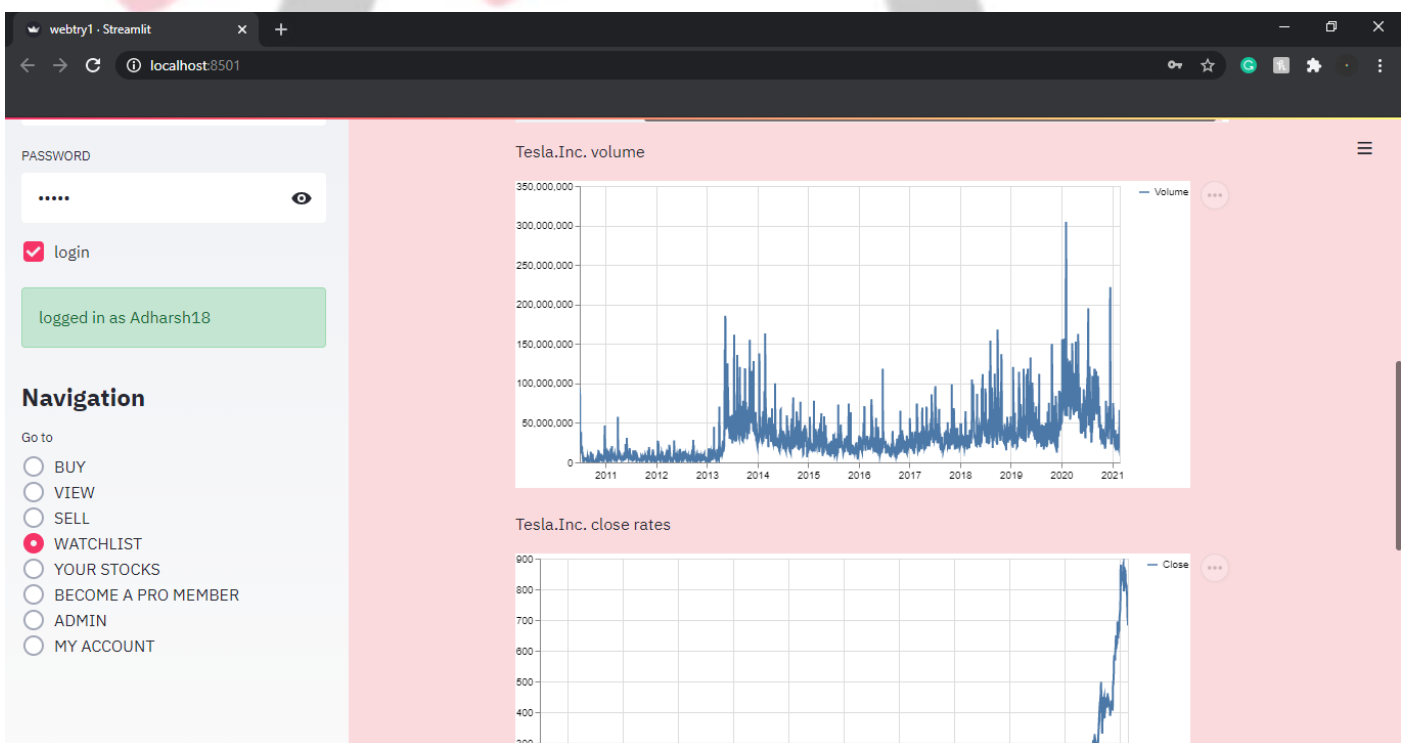 webtry1 · Streamlit
localhost:8501
PASSWORD
•••••
login
logged in as Adharsh18
Navigation
Go to
BUY
VIEW
SELL
WATCHLIST
YOUR STOCKS
BECOME A PRO MEMBER
ADMIN
MY ACCOUNT
Tesla.Inc. volume
350,000,000
300,000,000
250,000,000
200,000,000
150,000,000
100,000,000
50,000,000
0
2011 2012 2013 2014 2015 2016 2017 2018 2019 2020 2021
Volume
Tesla.Inc. close rates
900
800
700
600
500
400
300
Close